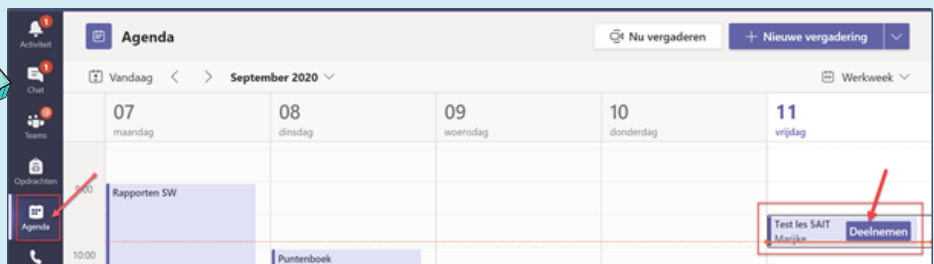 Activiteit
Chat
Teams
Opdrachten
Agenda
Agenda
Nu vergaderen
+ Nieuwe vergadering
Vandaag < > September 2020
Werkweek
07
maandag
08
dinsdag
09
woensdag
10
donderdag
11
vrijdag
9:00
Rapporten SW
Test les SAIT
Marijke
Deelnemen
10:00
Puntenboek